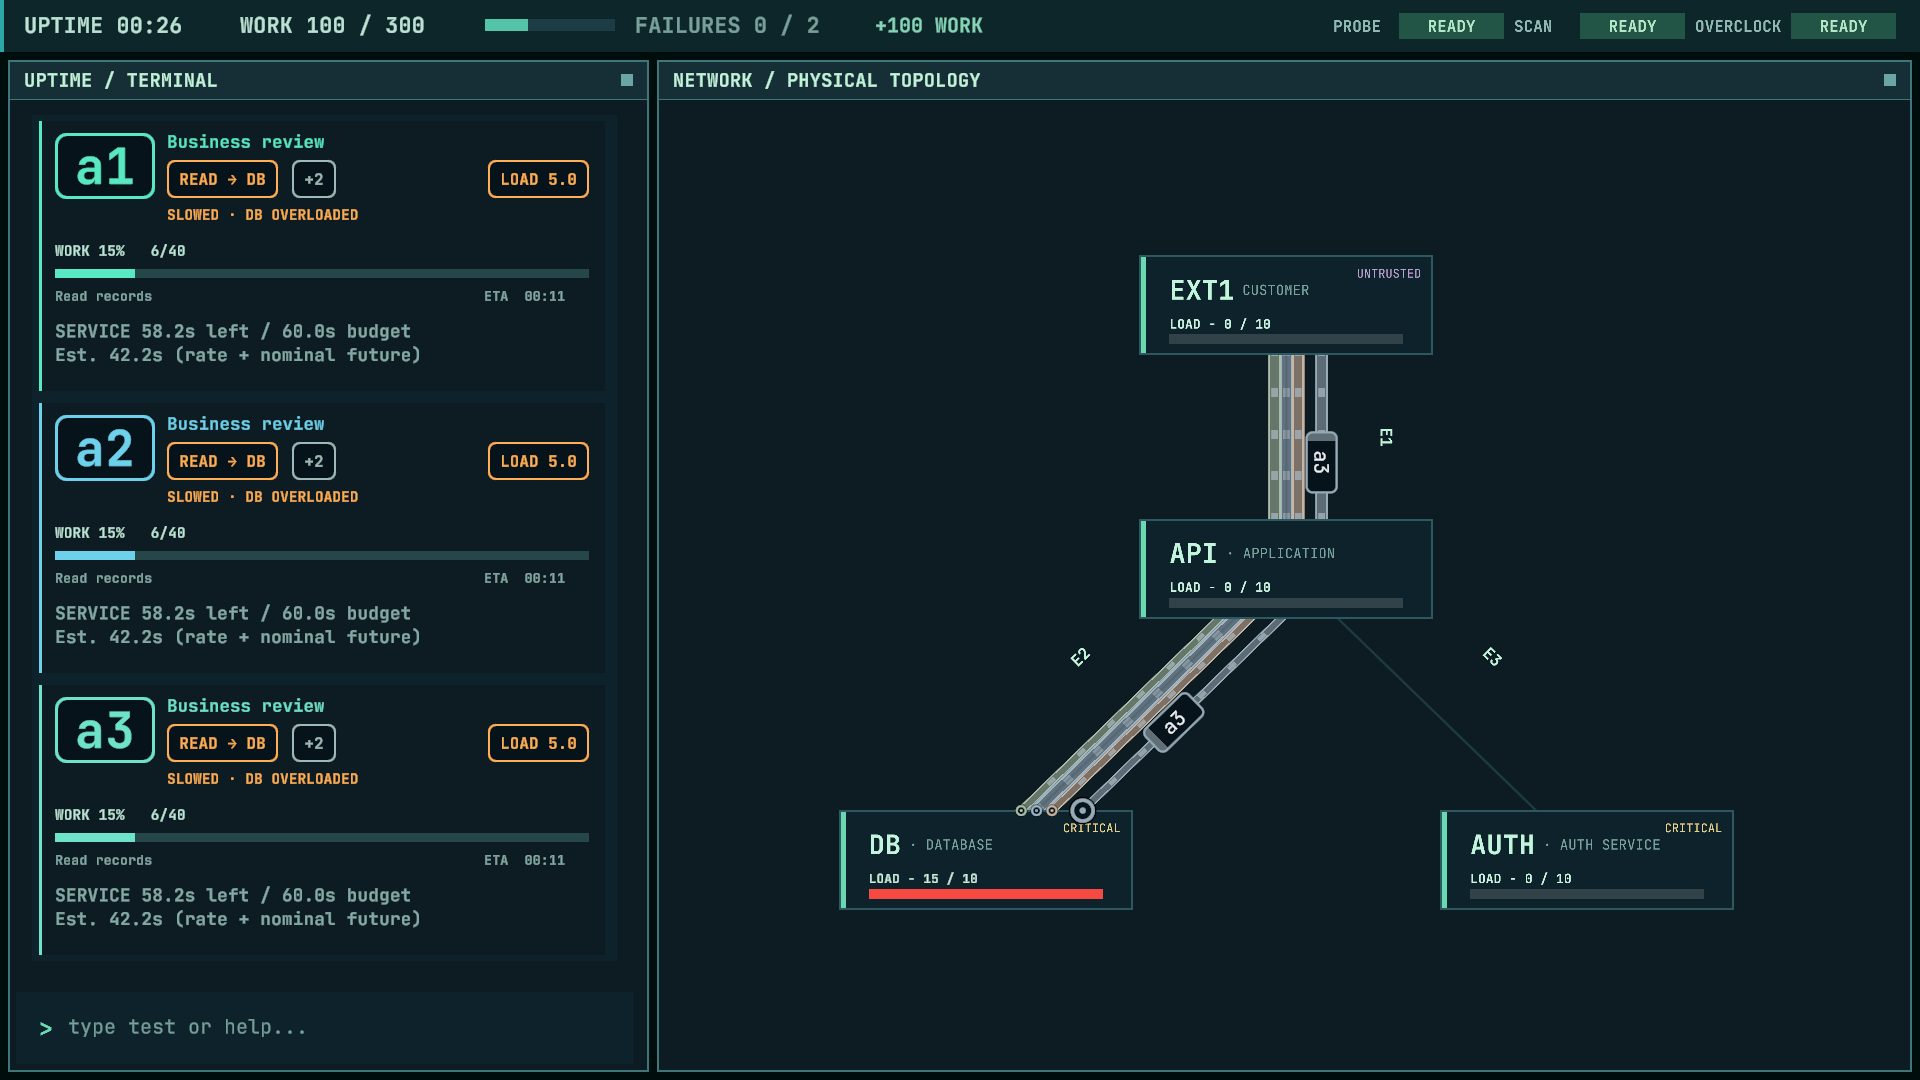 UPTIME 00:26 WORK 100 / 300 FAILURES 0 / 2 +100 WORK PROBE READY SCAN READY OVERCLOCK READY
UPTIME / TERMINAL
a1
Business review
READ → DB +2 LOAD 5.0
SLOWED · DB OVERLOADED
WORK 15% 6/40
Read records ETA 00:11
SERVICE 58.2s left / 60.0s budget
Est. 42.2s (rate + nominal future)
a2
Business review
READ → DB +2 LOAD 5.0
SLOWED · DB OVERLOADED
WORK 15% 6/40
Read records ETA 00:11
SERVICE 58.2s left / 60.0s budget
Est. 42.2s (rate + nominal future)
a3
Business review
READ → DB +2 LOAD 5.0
SLOWED · DB OVERLOADED
WORK 15% 6/40
Read records ETA 00:11
SERVICE 58.2s left / 60.0s budget
Est. 42.2s (rate + nominal future)
> type test or help...
NETWORK / PHYSICAL TOPOLOGY
UNTRUSTED
EXT1 CUSTOMER
LOAD - 0 / 10
E1
a3
API · APPLICATION
LOAD - 0 / 10
E2
E3
a3
CRITICAL
DB · DATABASE
LOAD - 15 / 10
CRITICAL
AUTH · AUTH SERVICE
LOAD - 0 / 10